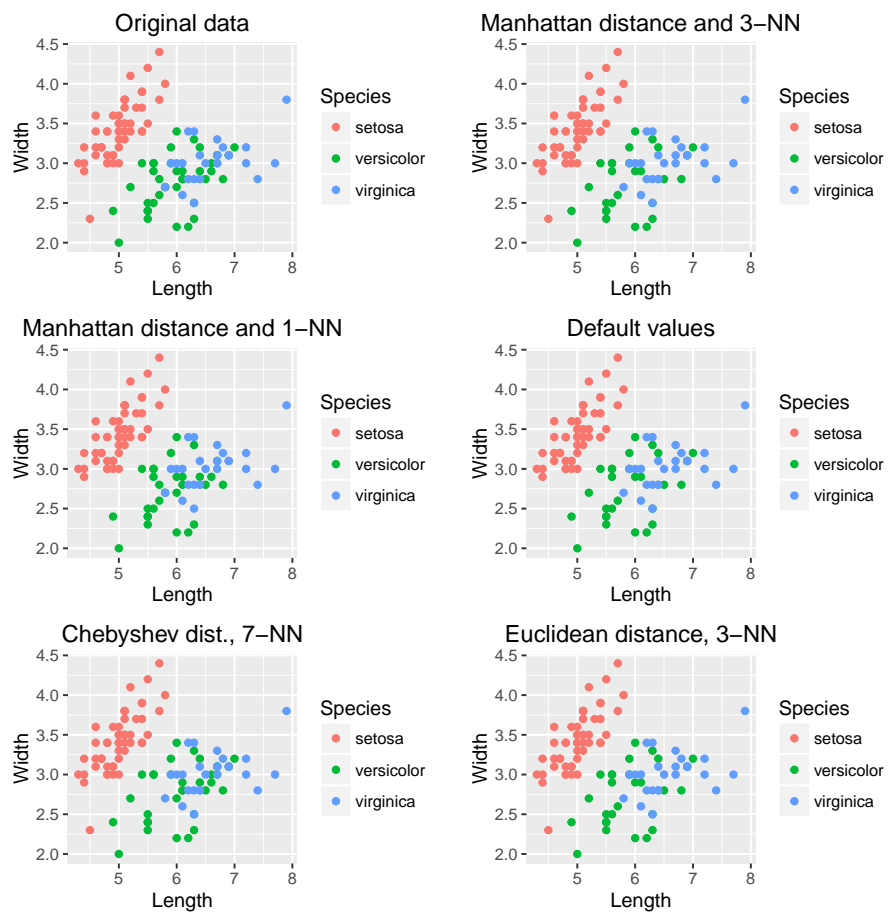 Original data
4.5
4.0
3.5
3.0
2.5
2.0
Width
5 6 7 8
Length
Species
setosa
versicolor
virginica
Manhattan distance and 3−NN
4.5
4.0
3.5
3.0
2.5
2.0
Width
5 6 7 8
Length
Species
setosa
versicolor
virginica
Manhattan distance and 1−NN
4.5
4.0
3.5
3.0
2.5
2.0
Width
5 6 7 8
Length
Species
setosa
versicolor
virginica
Default values
4.5
4.0
3.5
3.0
2.5
2.0
Width
5 6 7 8
Length
Species
setosa
versicolor
virginica
Chebyshev dist., 7−NN
4.5
4.0
3.5
3.0
2.5
2.0
Width
5 6 7 8
Length
Species
setosa
versicolor
virginica
Euclidean distance, 3−NN
4.5
4.0
3.5
3.0
2.5
2.0
Width
5 6 7 8
Length
Species
setosa
versicolor
virginica